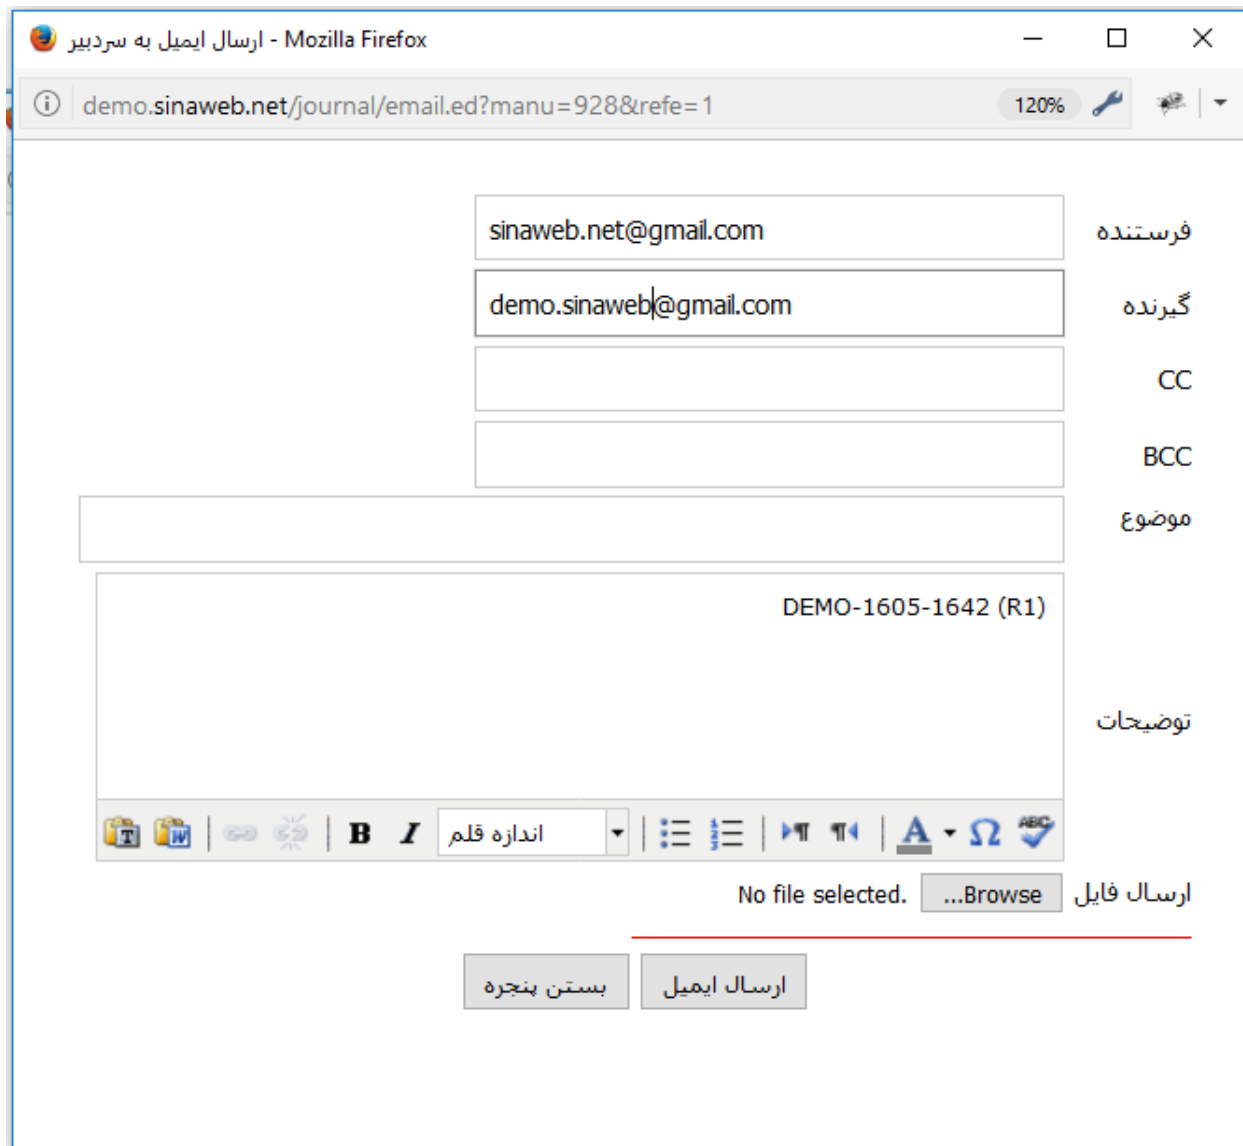 ارسال ایمیل به سردبیر - Mozilla Firefox
demo.sinaweb.net/journal/email.ed?manu=928&refe=1 120%
فرستنده sinaweb.net@gmail.com
گیرنده demo.sinaweb@gmail.com
CC
BCC
موضوع
DEMO-1605-1642 (R1)
توضیحات
T W B I اندازه قلم A Ω ABC
ارسال فایل Browse... No file selected.
ارسال ایمیل بستن پنجره